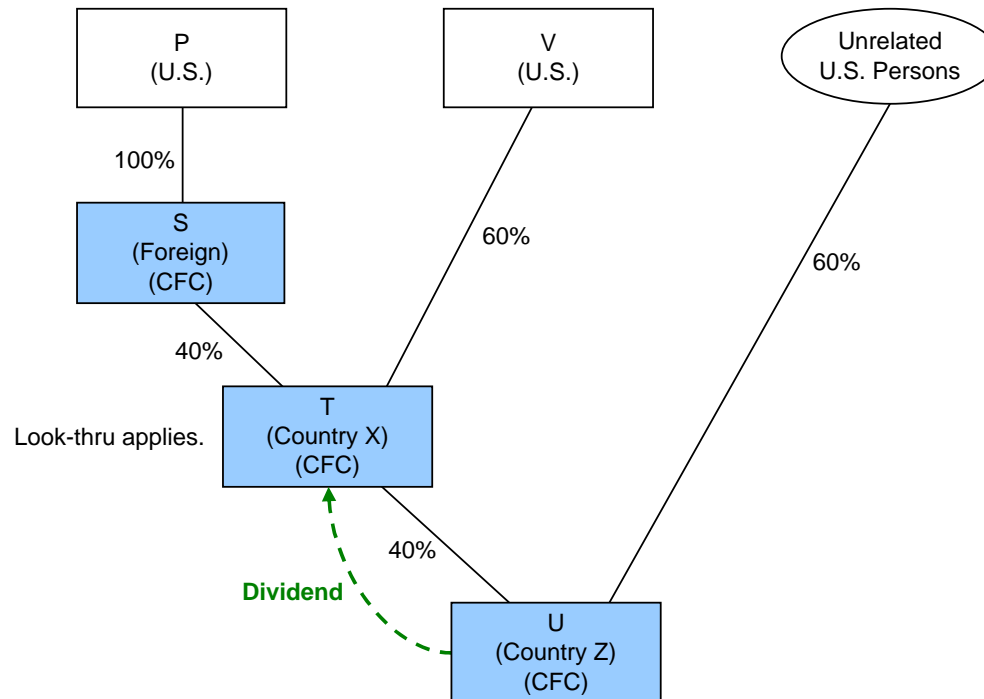 P
(U.S.)
V
(U.S.)
Unrelated
U.S. Persons
100%
S
(Foreign)
(CFC)
60%
60%
40%
T
(Country X)
(CFC)
Look-thru applies.
40%
Dividend
U
(Country Z)
(CFC)